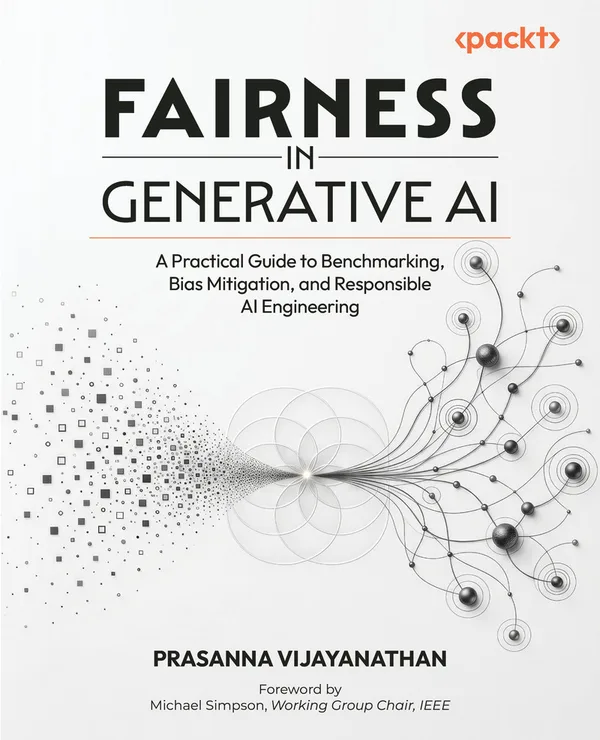 <packt>
FAIRNESS
IN
GENERATIVE AI
A Practical Guide to Benchmarking,
Bias Mitigation, and Responsible
AI Engineering
PRASANNA VIJAYANATHAN
Foreword by
Michael Simpson, Working Group Chair, IEEE